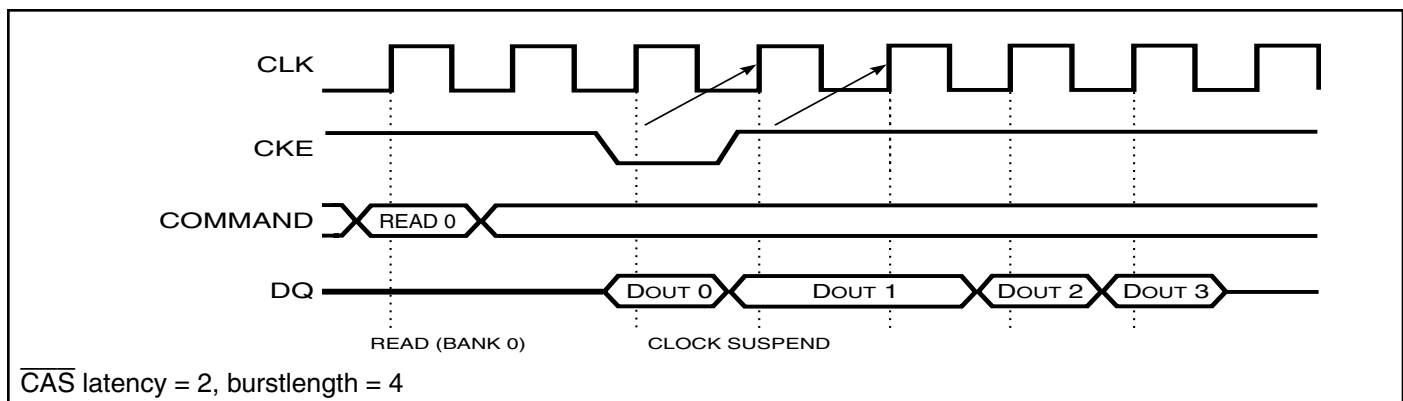 CLK
CKE
COMMAND READ 0
DQ DOUT 0 DOUT 1 DOUT 2 DOUT 3
READ (BANK 0) CLOCK SUSPEND
C̅A̅S̅ latency = 2, burstlength = 4